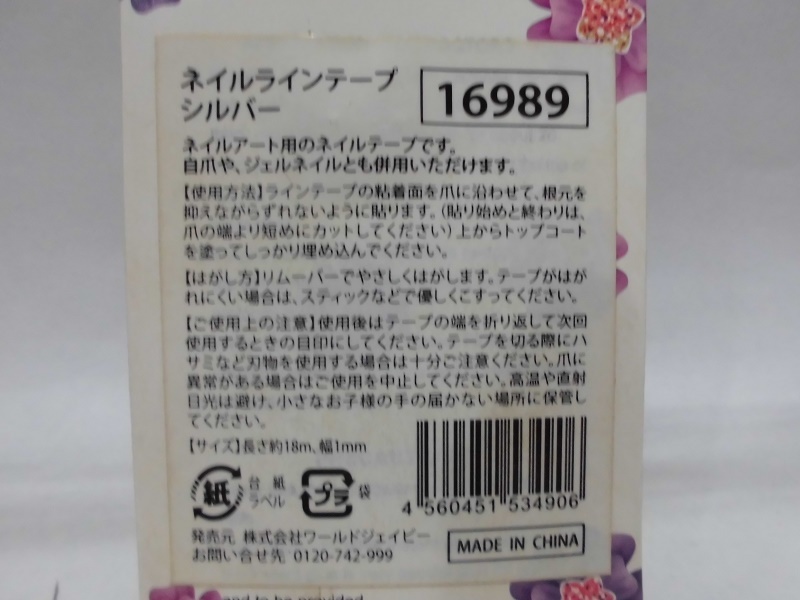 ネイルラインテープ
シルバー
16989
ネイルアート用のネイルテープです。
自爪や、ジェルネイルとも併用いただけます。
【使用方法】ラインテープの粘着面を爪に沿わせて、根元を
抑えながらずれないように貼ります。(貼り始めと終わりは、
爪の端より短めにカットしてください)上からトップコート
を塗ってしっかり埋め込んでください。
【はがし方】リムーバーでやさしくはがします。テープがはが
れにくい場合は、スティックなどで優しくこすってください。
【ご使用上の注意】使用後はテープの端を折り返して次回
使用するときの目印にしてください。テープを切る際にハ
サミなど刃物を使用する場合は十分ご注意ください。爪に
異常がある場合はご使用を中止してください。高温や直射
日光は避け、小さなお子様の手の届かない場所に保管し
てください。
【サイズ】長さ約18m、幅1mm
紙
台紙
ラベル
プラ
袋
4 560451 534906
発売元 株式会社ワールドジェイビー
お問い合せ先 0120-742-999
MADE IN CHINA
and to be provided